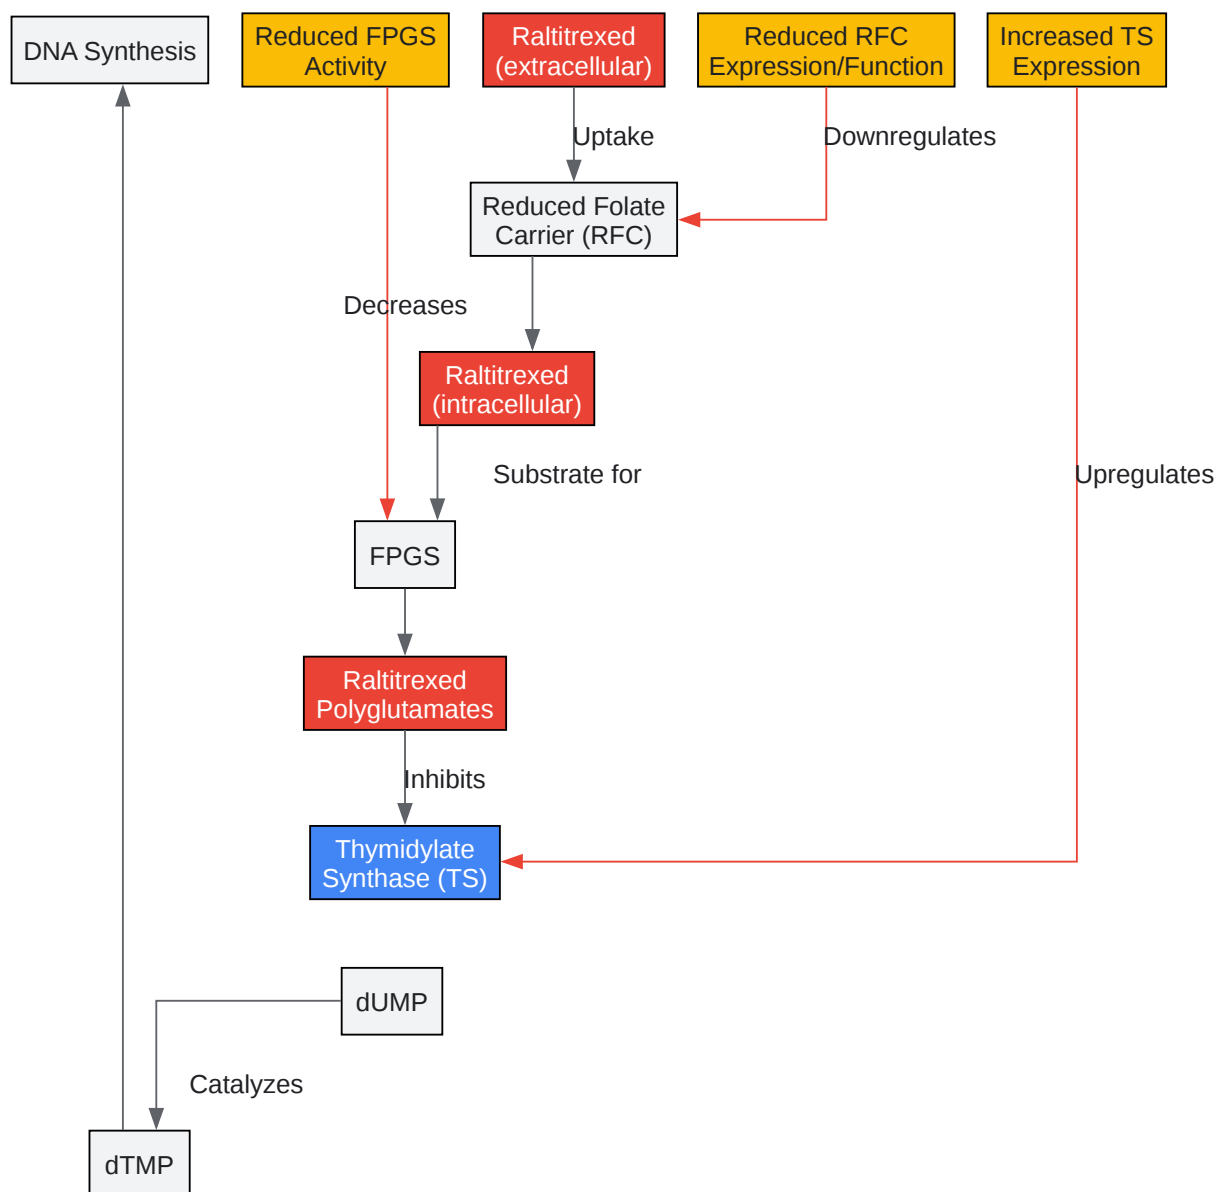 DNA Synthesis
Reduced FPGS
Activity
Raltitrexed
(extracellular)
Reduced RFC
Expression/Function
Increased TS
Expression
Uptake
Downregulates
Reduced Folate
Carrier (RFC)
Decreases
Raltitrexed
(intracellular)
Substrate for
Upregulates
FPGS
Raltitrexed
Polyglutamates
Inhibits
Thymidylate
Synthase (TS)
dUMP
Catalyzes
dTMP